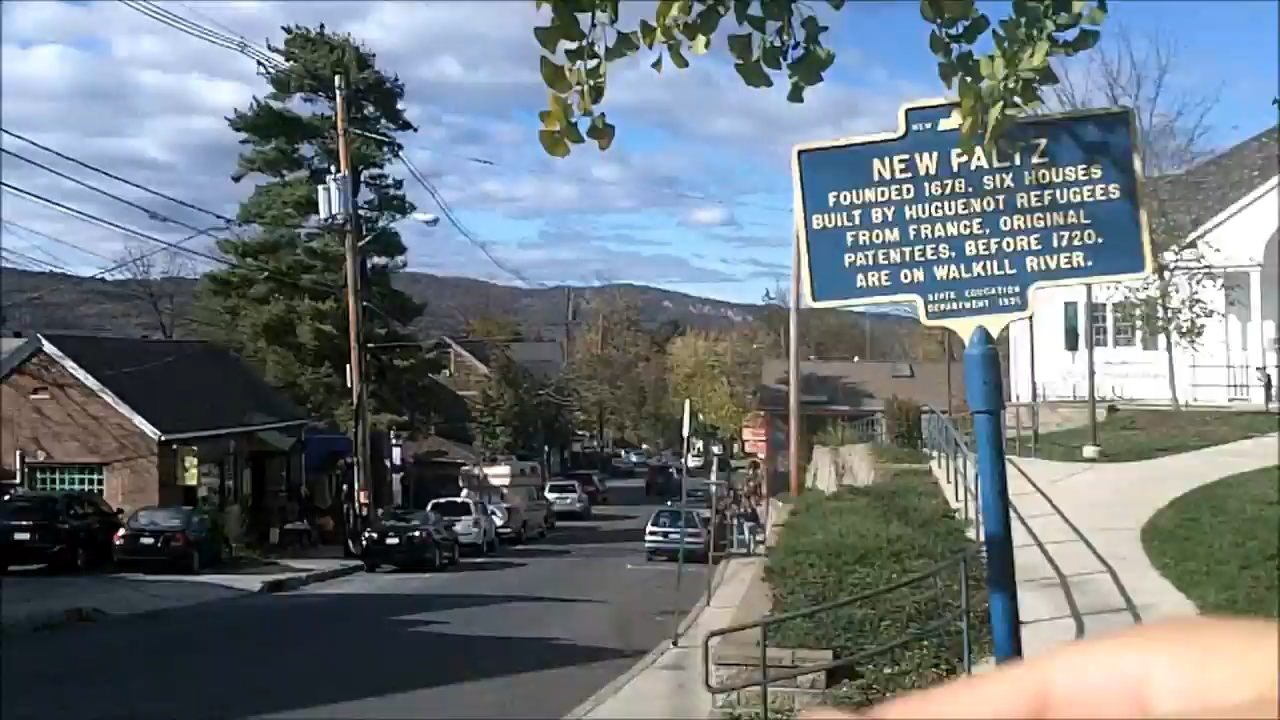 NEW
NEW PALTZ
FOUNDED 1678. SIX HOUSES
BUILT BY HUGUENOT REFUGEES
FROM FRANCE, ORIGINAL
PATENTEES, BEFORE 1720.
ARE ON WALKILL RIVER.
STATE EDUCATION
DEPARTMENT 1935